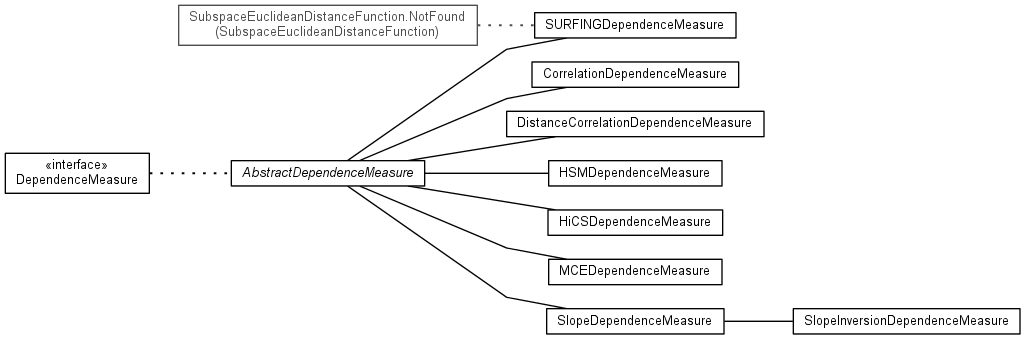 SubspaceEuclideanDistanceFunction.NotFound
(SubspaceEuclideanDistanceFunction)
SURFINGDependenceMeasure
CorrelationDependenceMeasure
DistanceCorrelationDependenceMeasure
«interface»
DependenceMeasure
AbstractDependenceMeasure
HSMDependenceMeasure
HiCSDependenceMeasure
MCEDependenceMeasure
SlopeDependenceMeasure
SlopeInversionDependenceMeasure